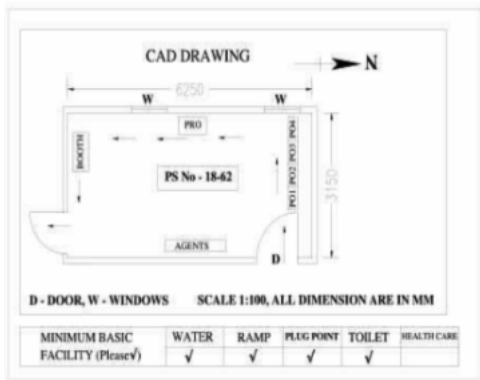 CAD DRAWING
N
6250
W W
PRO
BOOTH
PO1 PO2 PO3 PO4
PS No - 18-62
3150
AGENTS
D
D - DOOR, W - WINDOWS SCALE 1:100, ALL DIMENSION ARE IN MM
MINIMUM BASIC WATER RAMP PLUG POINT TOILET HEALTH CARE
FACILITY (Please√) √ √ √ √